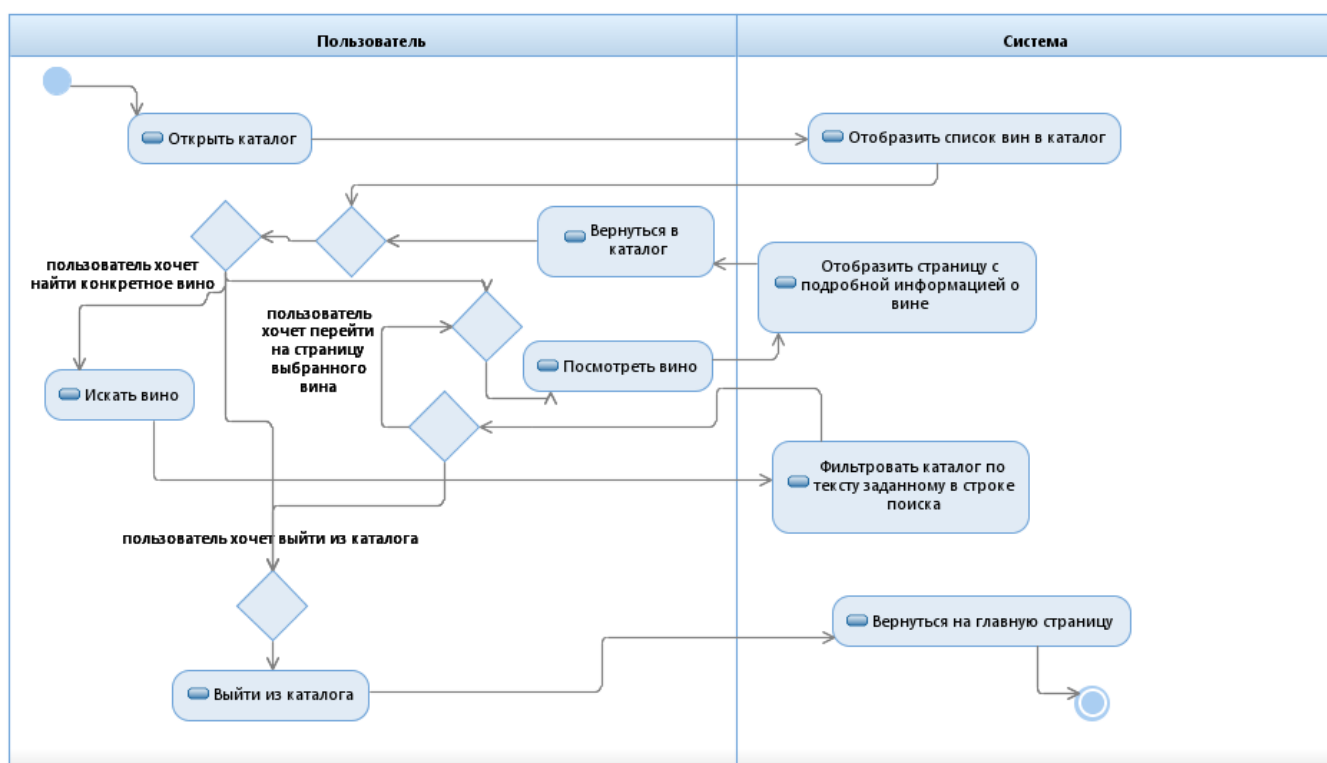 Пользователь
Система
Открыть каталог
Отобразить список вин в каталог
Вернуться в
каталог
пользователь хочет
найти конкретное вино
Отобразить страницу с
подробной информацией о
вине
пользователь
хочет перейти
на страницу
выбранного
вина
Посмотреть вино
Искать вино
Фильтровать каталог по
тексту заданному в строке
поиска
пользователь хочет выйти из каталога
Вернуться на главную страницу
Выйти из каталога